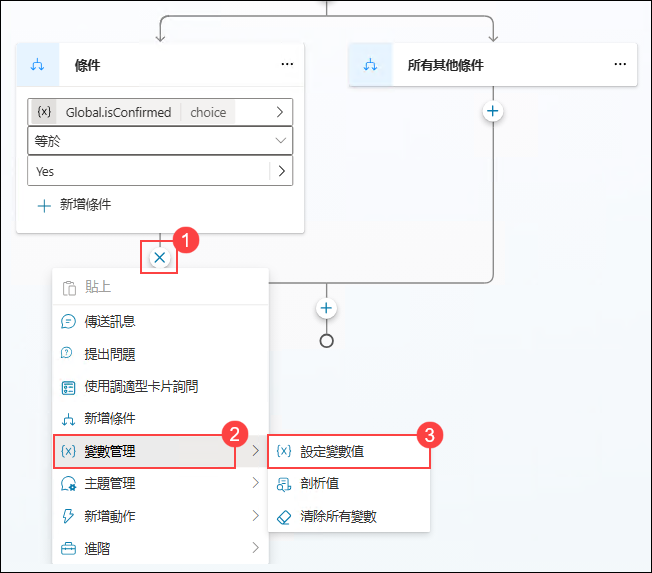 條件
所有其他條件
{x} Global.isConfirmed choice
等於
Yes
新增條件
1
貼上
傳送訊息
提出問題
使用調適型卡片詢問
新增條件
{x} 變數管理 2
{x} 設定變數值 3
主題管理
剖析值
新增動作
清除所有變數
進階